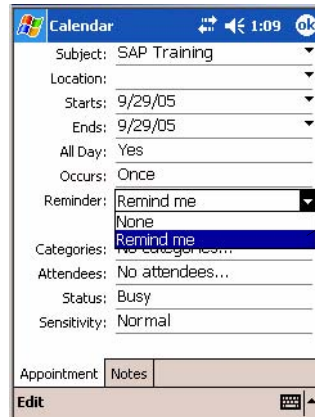 Calendar 1:09 ok
Subject: SAP Training
Location:
Starts: 9/29/05
Ends: 9/29/05
All Day: Yes
Occurs: Once
Reminder: Remind me
None
Remind me
Categories: No categories...
Attendees: No attendees...
Status: Busy
Sensitivity: Normal
Appointment Notes
Edit